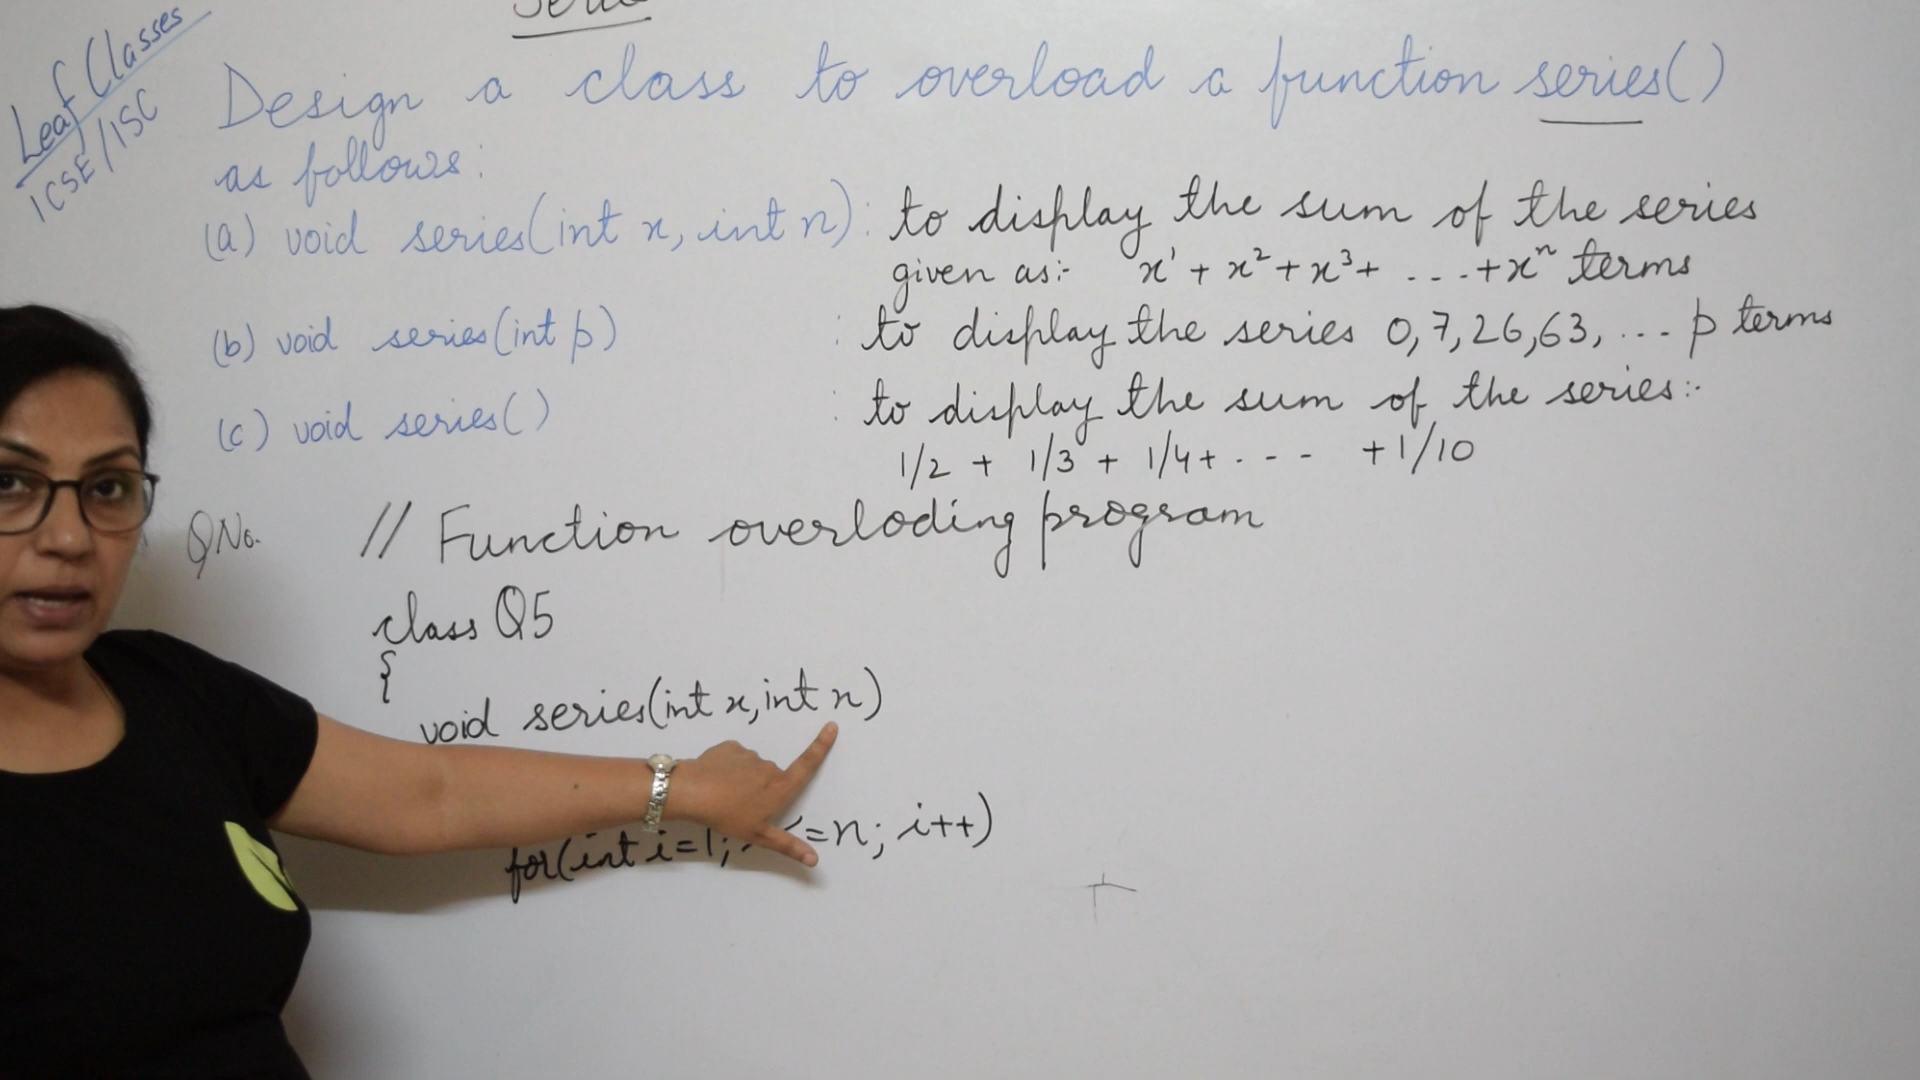 Leaf Classes
ICSE/ISC
Design a class to overload a function series()
as follows:
(a) void series(int x, int n): to display the sum of the series
given as:- x¹ + x² + x³ + ... + xⁿ terms
(b) void series(int p) : to display the series 0,7,26,63, ... p terms
(c) void series() : to display the sum of the series:-
1/2 + 1/3 + 1/4 + . - - - + 1/10
QNo. // Function overloding program
class Q5
{
void series(int x, int n)
for(int i=1; =n; i++)